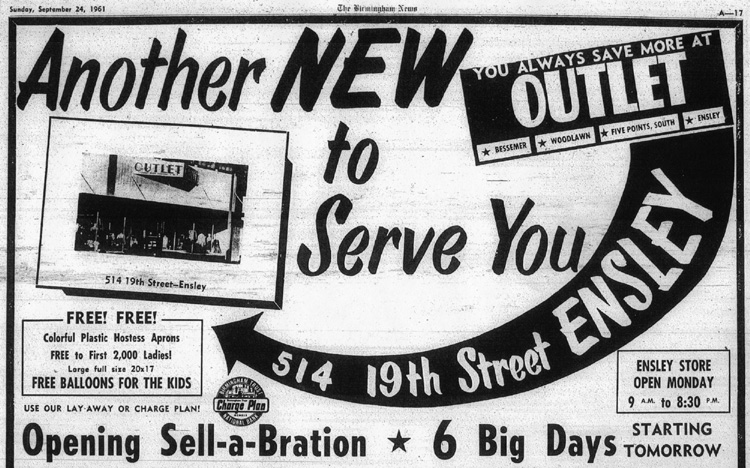 Sunday, September 24, 1961
The Birmingham News
A—17
Another NEW
to
Serve You
YOU ALWAYS SAVE MORE AT
OUTLET
★ BESSEMER ★ WOODLAWN ★ FIVE POINTS, SOUTH ★ ENSLEY
OUTLET
514 19th Street—Ensley
514 19th Street ENSLEY
FREE! FREE!
Colorful Plastic Hostess Aprons
FREE to First 2,000 Ladies!
Large full size 20x17
FREE BALLOONS FOR THE KIDS
USE OUR LAY-AWAY OR CHARGE PLAN!
BIRMINGHAM TRUST
Charge Plan
NATIONAL BANK
ENSLEY STORE
OPEN MONDAY
9 A.M. to 8:30 P.M.
Opening Sell-a-Bration ★ 6 Big Days STARTING
TOMORROW